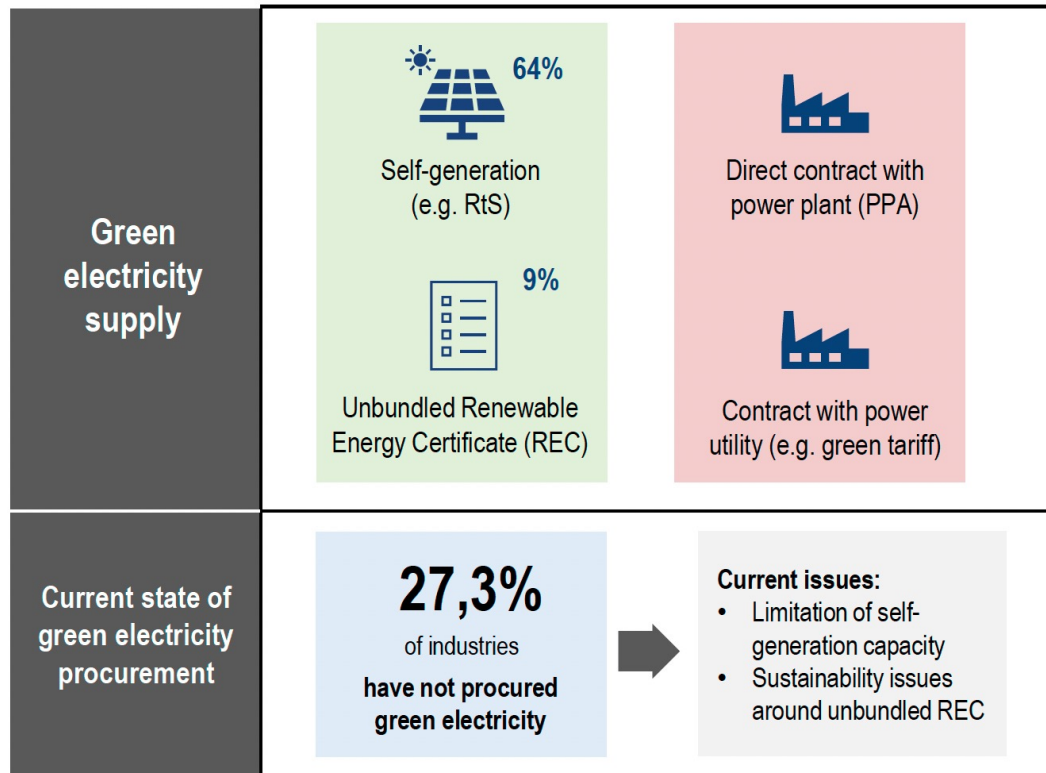 Green
electricity
supply
64%
Self-generation
(e.g. RtS)
9%
Unbundled Renewable
Energy Certificate (REC)
Direct contract with
power plant (PPA)
Contract with power
utility (e.g. green tariff)
Current state of
green electricity
procurement
27,3%
of industries
have not procured
green electricity
Current issues:
• Limitation of self-
generation capacity
• Sustainability issues
around unbundled REC